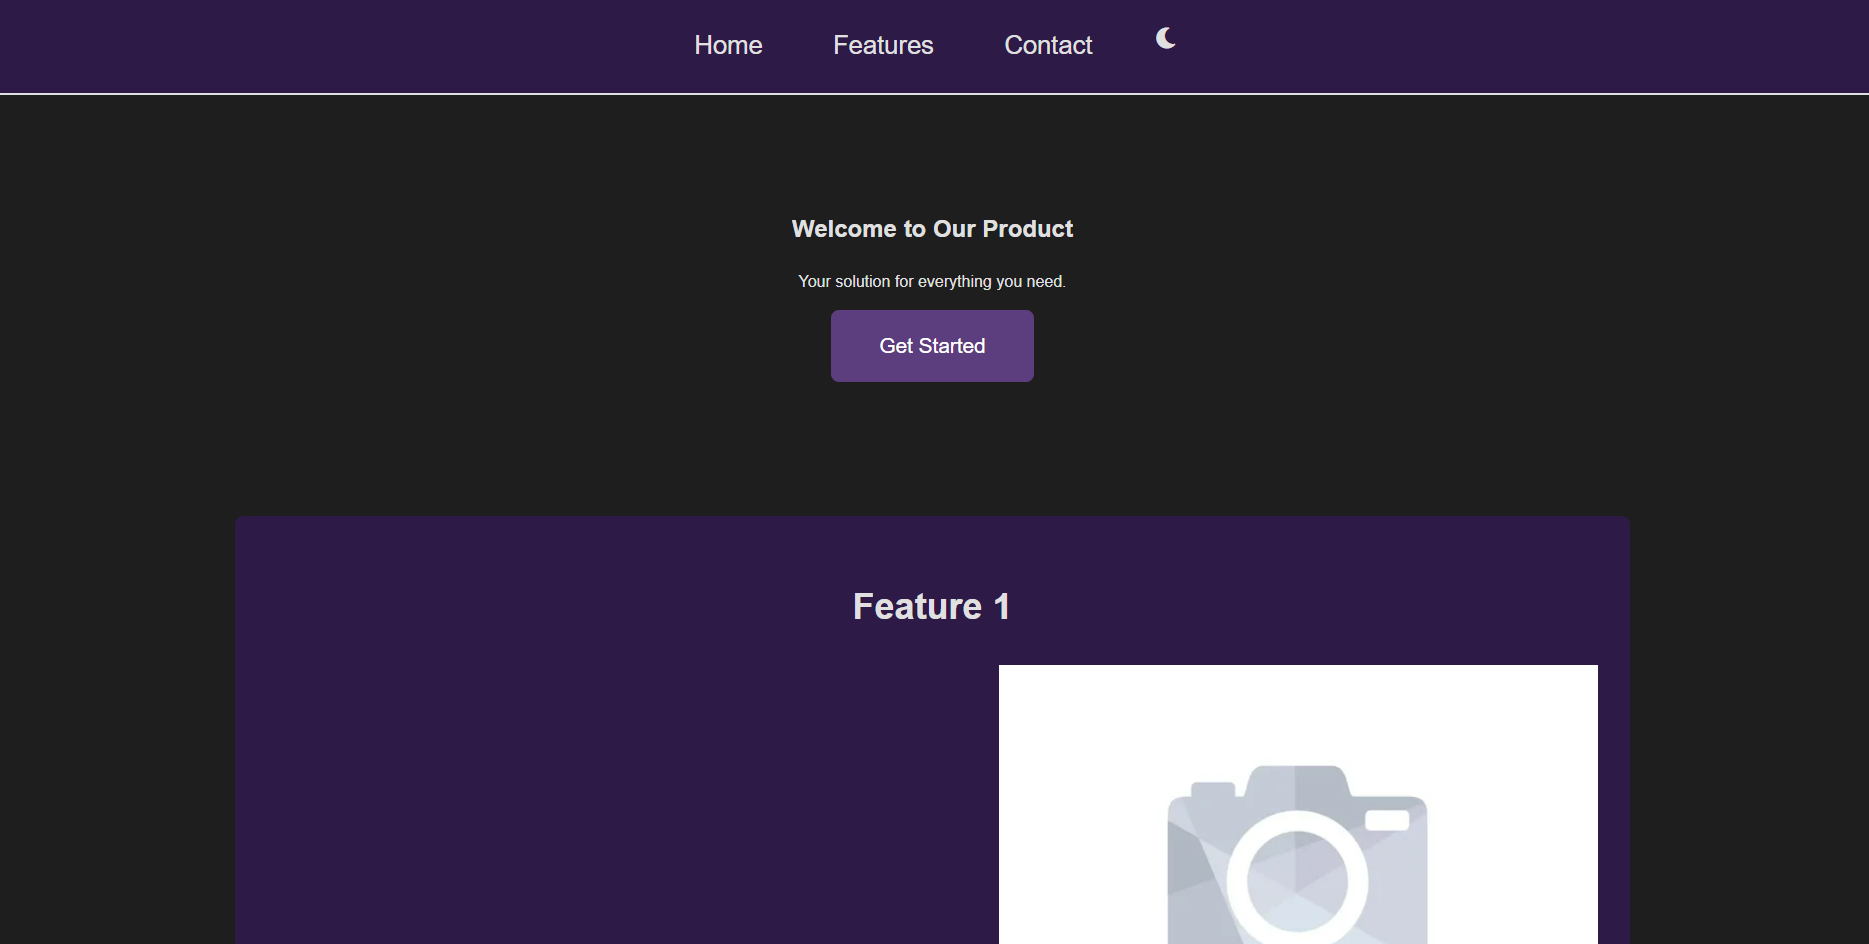 Home Features Contact
Welcome to Our Product
Your solution for everything you need.
Get Started
Feature 1